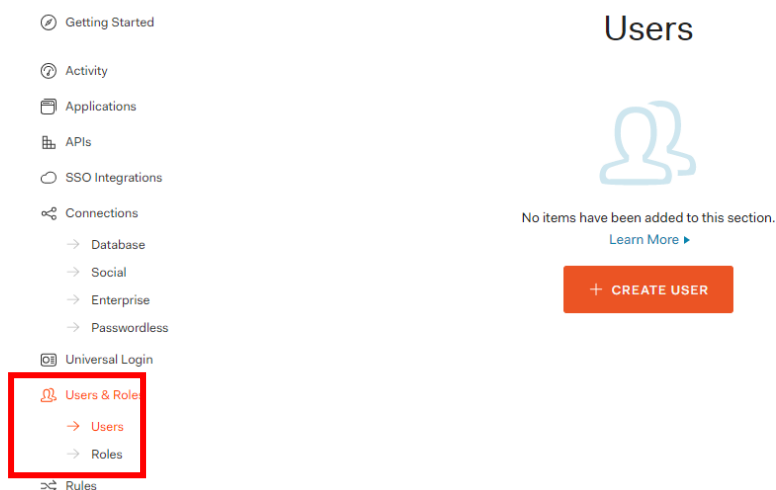 Getting Started
Activity
Applications
APIs
SSO Integrations
Connections
Database
Social
Enterprise
Passwordless
Universal Login
Users & Roles
Users
Roles
Rules
Users
No items have been added to this section.
Learn More
+ CREATE USER